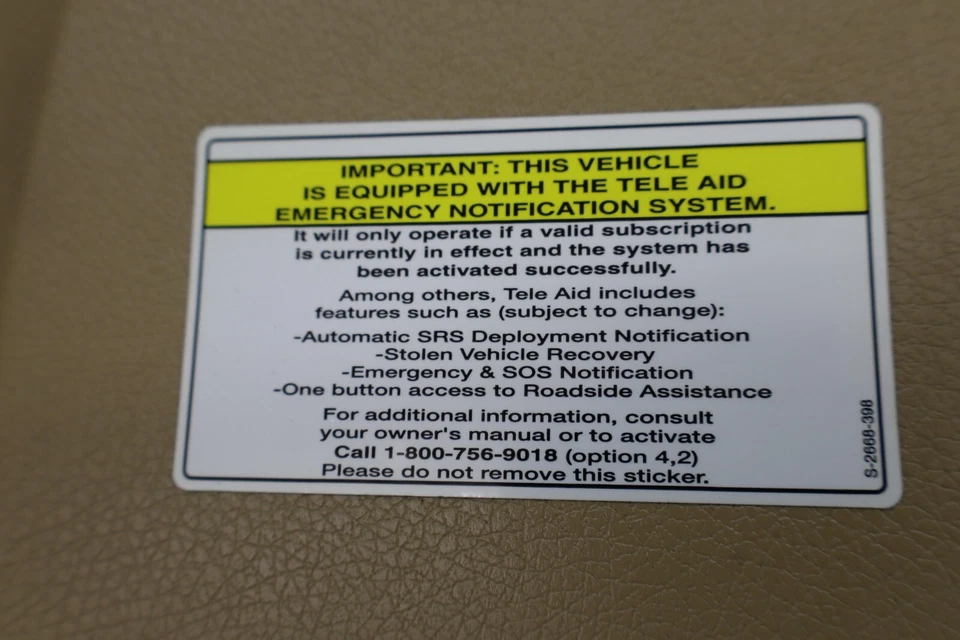 IMPORTANT: THIS VEHICLE
IS EQUIPPED WITH THE TELE AID
EMERGENCY NOTIFICATION SYSTEM.
It will only operate if a valid subscription
is currently in effect and the system has
been activated successfully.
Among others, Tele Aid includes
features such as (subject to change):
-Automatic SRS Deployment Notification
-Stolen Vehicle Recovery
-Emergency & SOS Notification
-One button access to Roadside Assistance
For additional information, consult
your owner's manual or to activate
Call 1-800-756-9018 (option 4,2)
Please do not remove this sticker.
S-2668-398